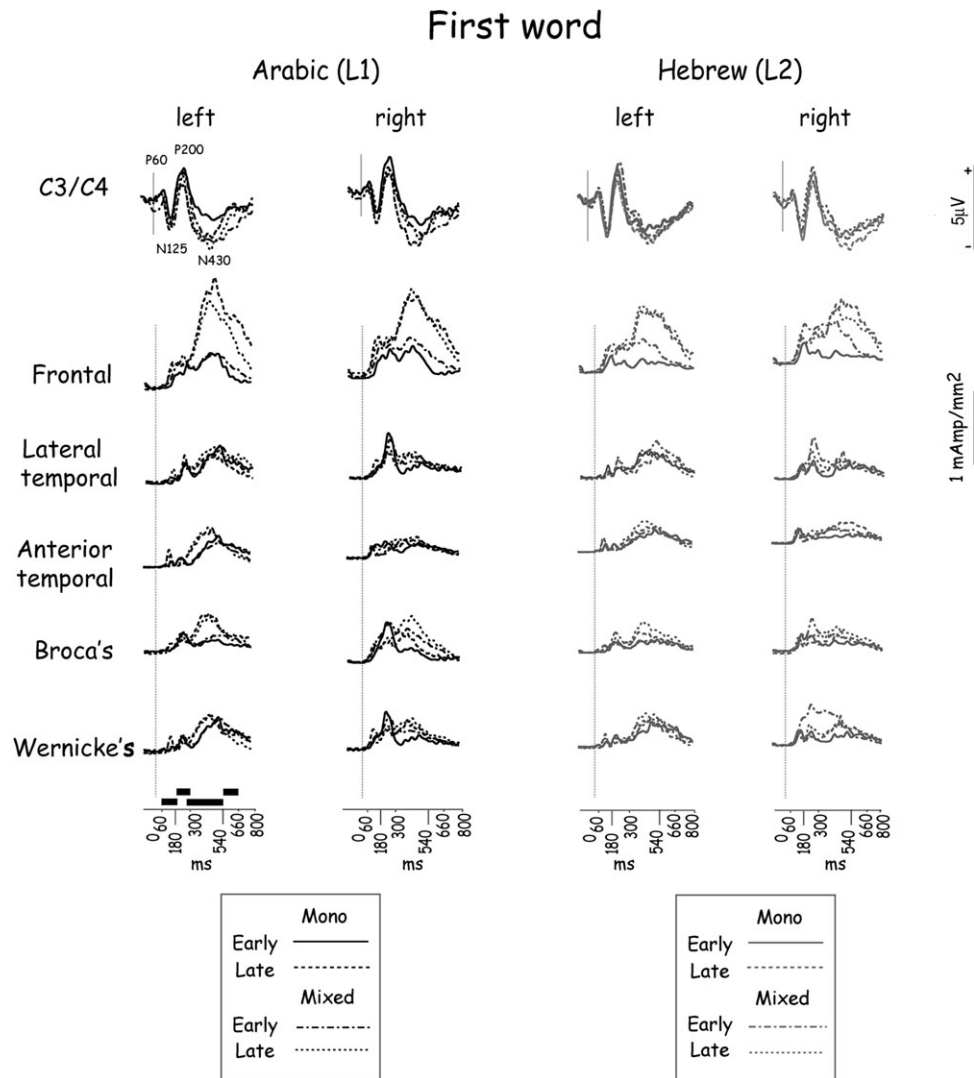 First word
Arabic (L1) Hebrew (L2)
left right left right
C3/C4
P60
P200
N125
N430
+
5μV
-
Frontal
Lateral
temporal
1 mAmp/mm2
Anterior
temporal
Broca's
Wernicke's
0 60 180 300 540 660 800 0 60 180 300 540 660 800 0 60 180 300 540 660 800 0 60 180 300 540 660 800
ms ms ms ms
Mono
Early
Late
Mixed
Early
Late
Mono
Early
Late
Mixed
Early
Late